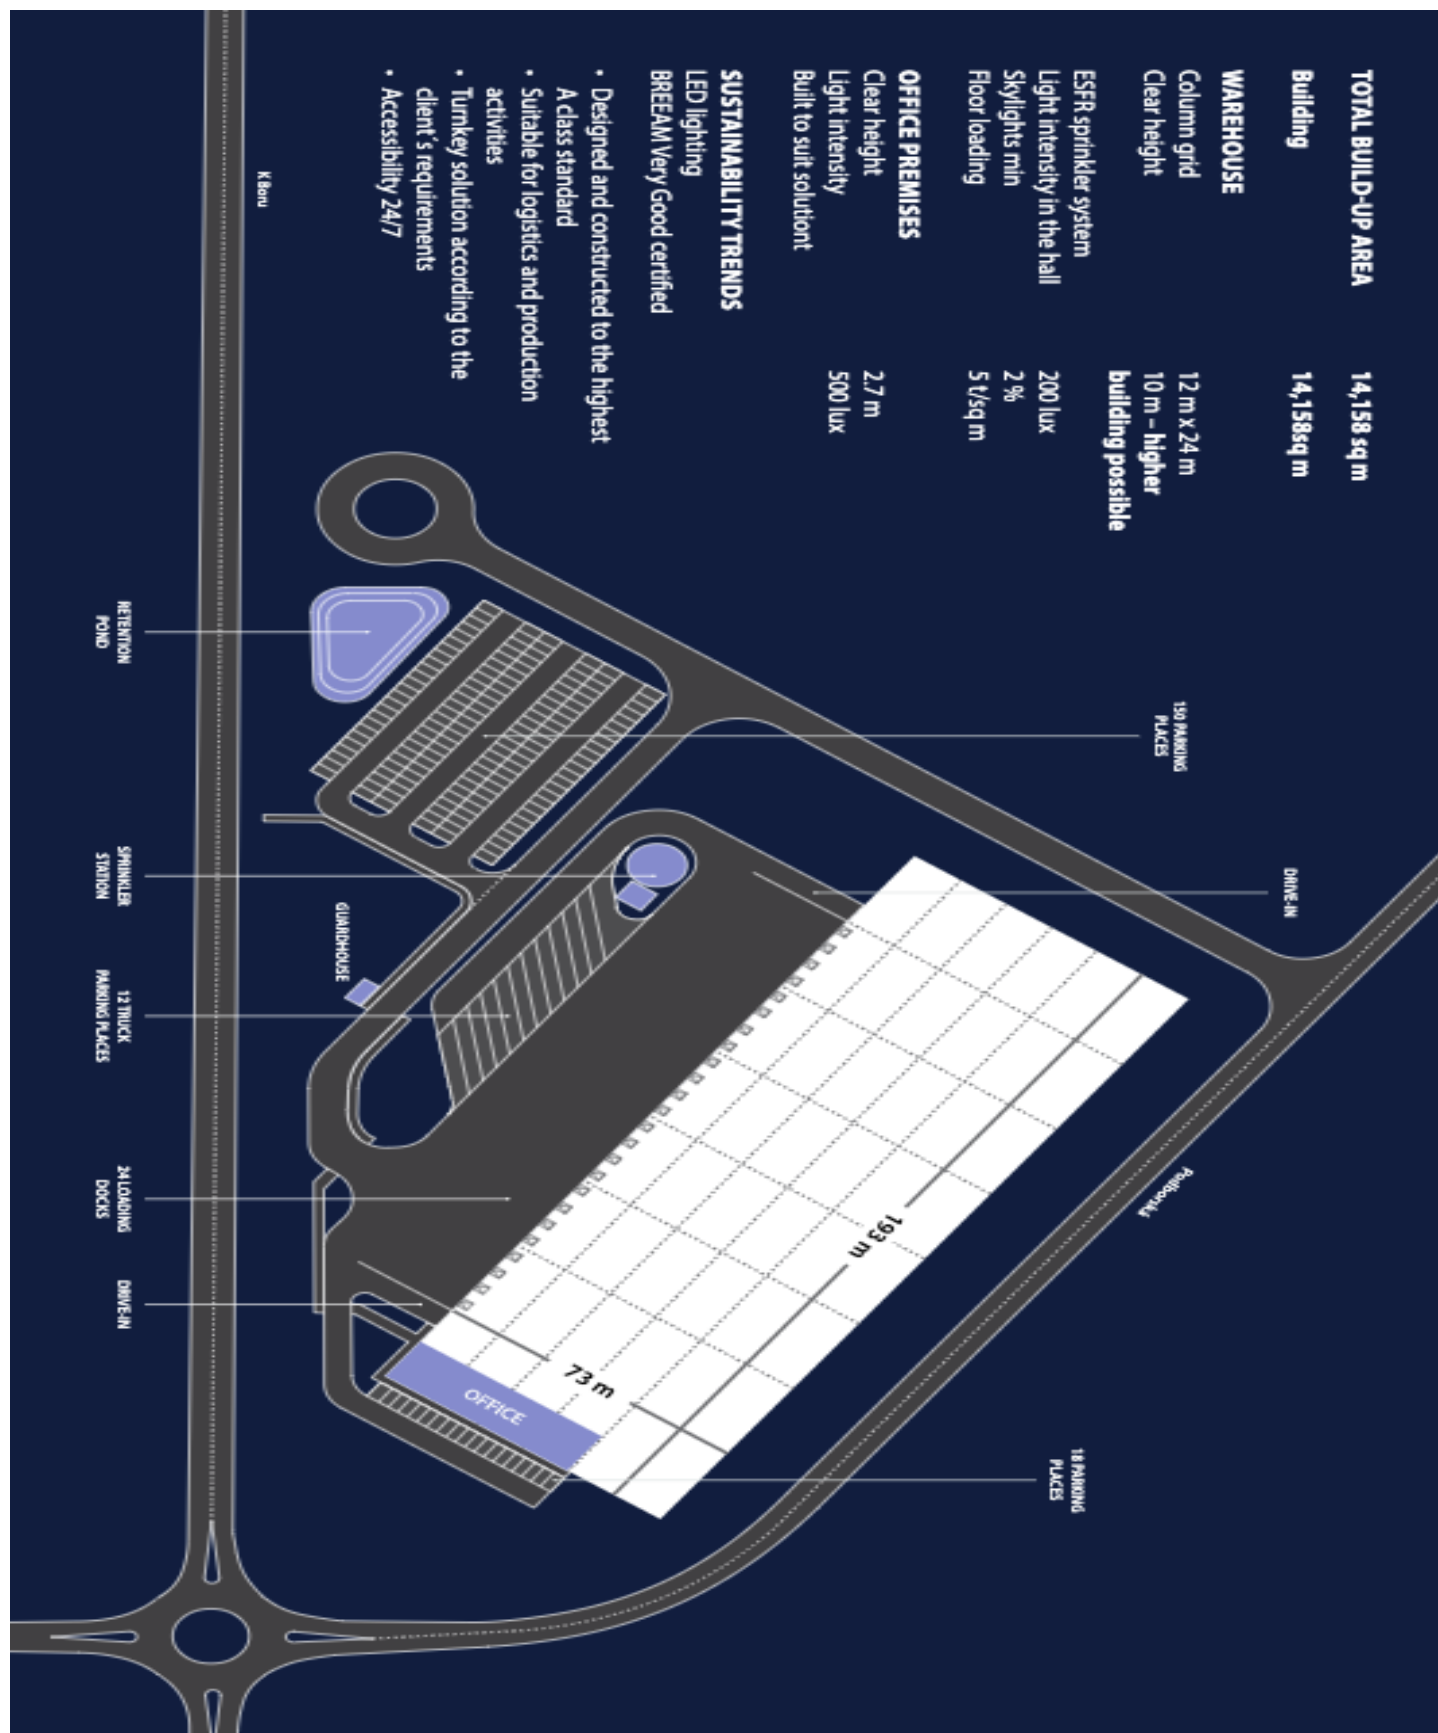 TOTAL BUILD-UP AREA 14,158 sq m
Building 14,158sq m
WAREHOUSE
Column grid 12 m x 24 m
Clear height 10 m – higher
building possible
ESFR sprinkler system
Light intensity in the hall 200 lux
Skylights min 2 %
Floor loading 5 t/sq m
OFFICE PREMISES
Clear height 2.7 m
Light intensity 500 lux
Built to suit solutiont
SUSTAINABILITY TRENDS
LED lighting
BREEAM Very Good certified
• Designed and constructed to the highest
A class standard
• Suitable for logistics and production
activities
• Turnkey solution according to the
client's requirements
• Accessiblity 24/7
150 PARKING
PLACES
DRIVE-IN
18 PARKING
PLACES
Podborská
193 m
73 m
OFFICE
GUARDHOUSE
K Boru
RETENTION
POND
SPRINKLER
STATION
12 TRUCK
PARKING PLACES
24 LOADING
DOCKS
DRIVE-IN